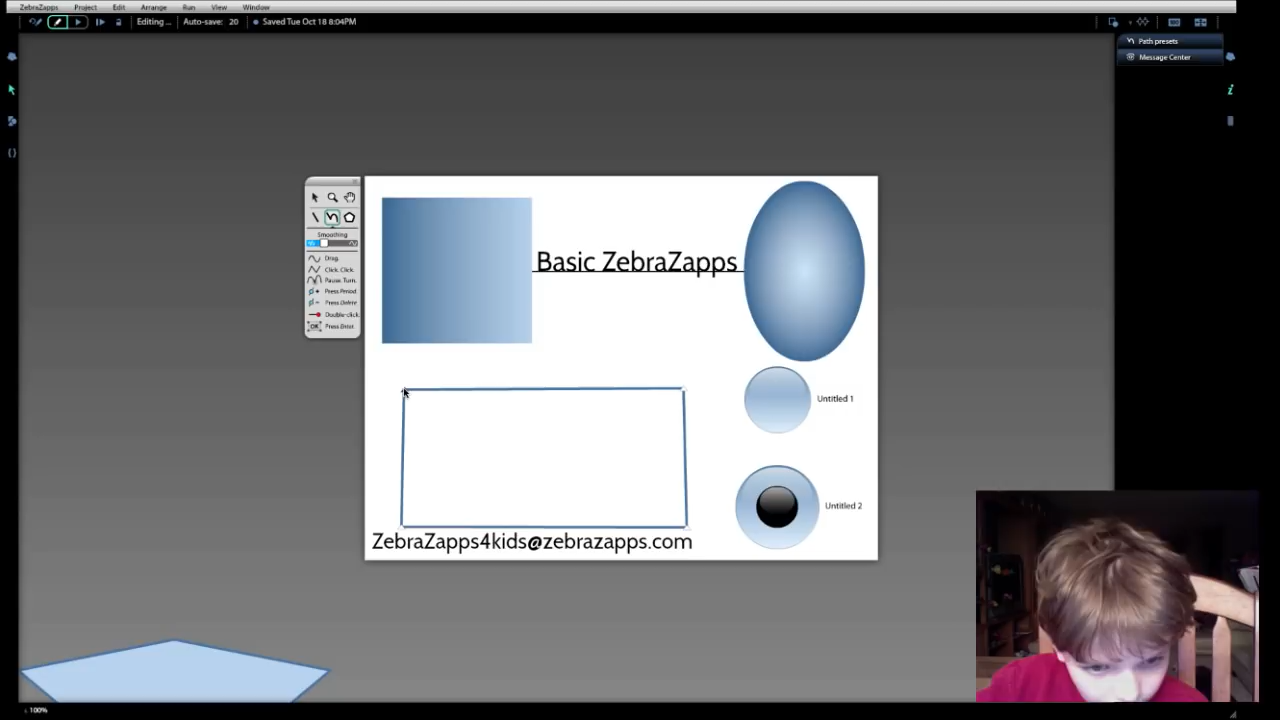 ZebraZapps Project Edit Arrange Run View Window
Editing ... Auto-save: 20 Saved Tue Oct 18 8:04PM
Path presets
Message Center
Smoothing
Drag.
Click. Click.
Pause. Turn.
Press Period
Press Delete
Double-click
OK Press Enter
Basic ZebraZapps
Untitled 1
Untitled 2
ZebraZapps4kids@zebrazapps.com
100%